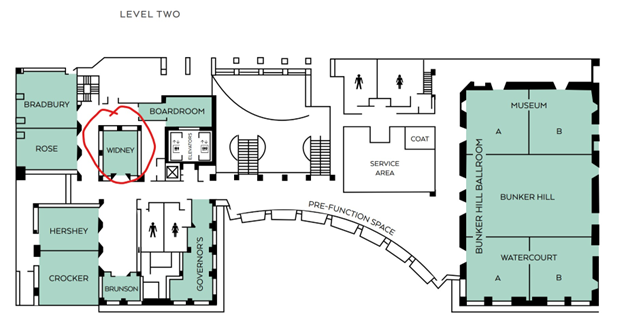 LEVEL TWO
BRADBURY
BOARDROOM
ROSE
WIDNEY
ELEVATORS
COAT
SERVICE
AREA
MUSEUM
A
B
BUNKER HILL BALLROOM
BUNKER HILL
PRE-FUNCTION SPACE
HERSHEY
GOVERNOR'S
CROCKER
BRUNSON
WATERCOURT
A
B